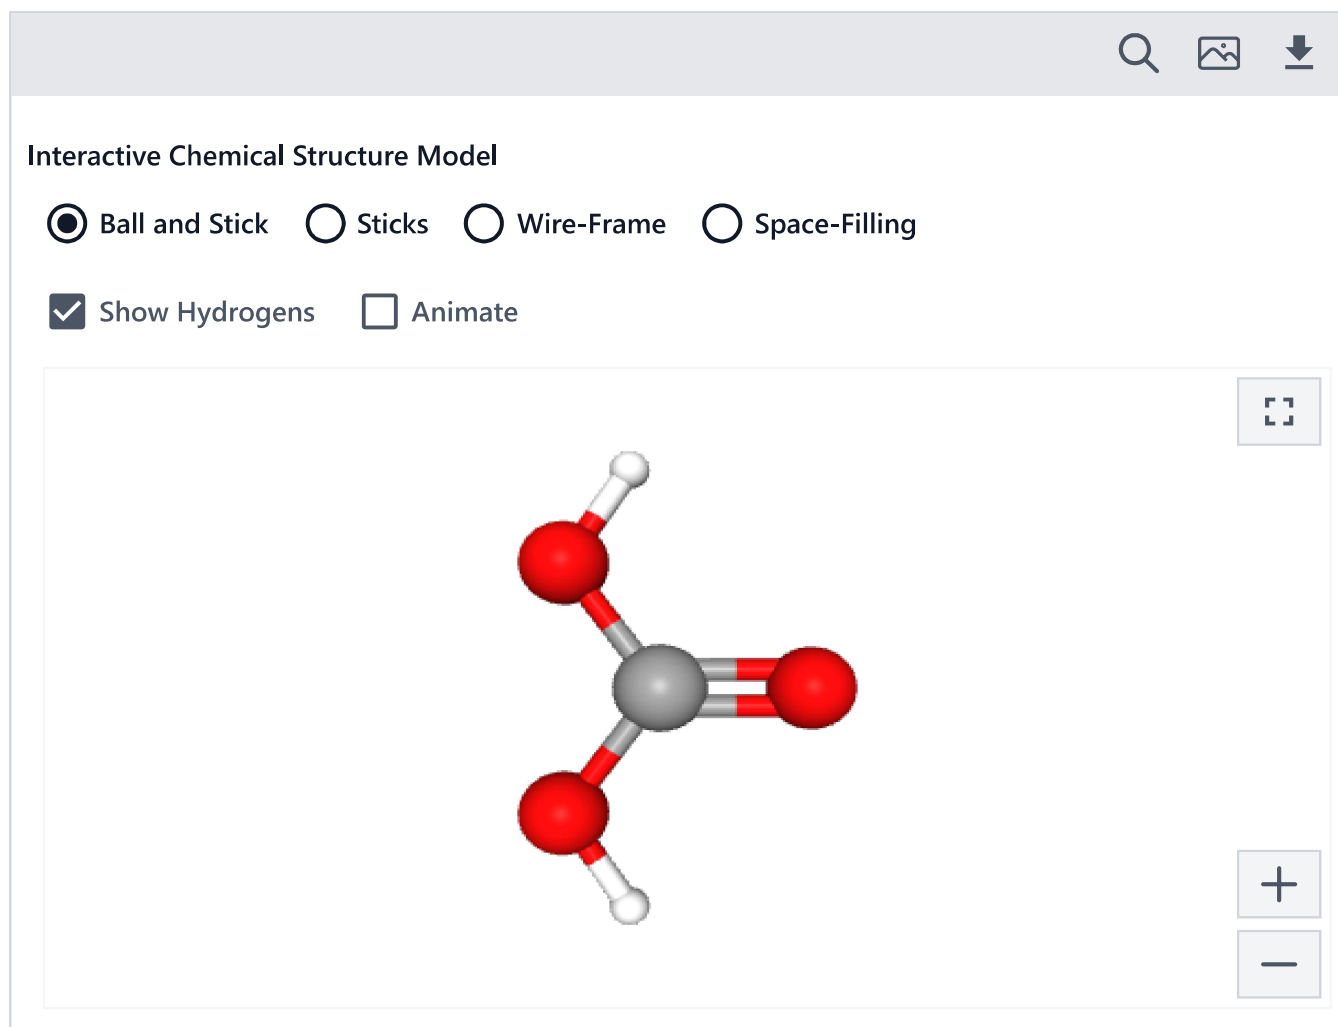 Interactive Chemical Structure Model
Ball and Stick Sticks Wire-Frame Space-Filling
Show Hydrogens Animate